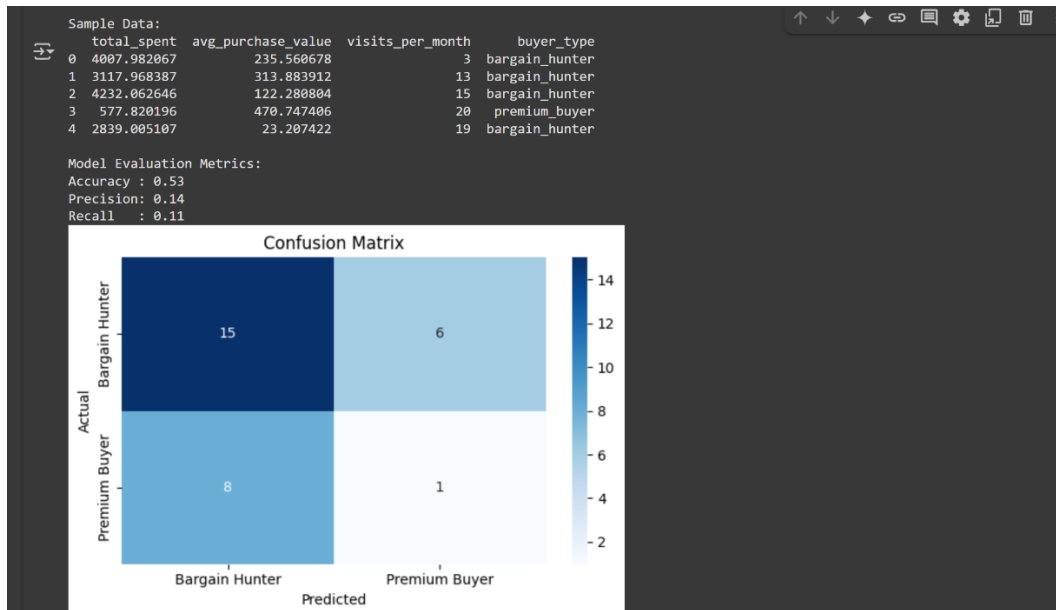 Sample Data:
total_spent avg_purchase_value visits_per_month buyer_type
0 4007.982067 235.560678 3 bargain_hunter
1 3117.968387 313.883912 13 bargain_hunter
2 4232.062646 122.280804 15 bargain_hunter
3 577.820196 470.747406 20 premium_buyer
4 2839.005107 23.207422 19 bargain_hunter
Model Evaluation Metrics:
Accuracy : 0.53
Precision: 0.14
Recall : 0.11
Confusion Matrix
Actual
Bargain Hunter
15 6
Premium Buyer
8 1
Bargain Hunter Premium Buyer
Predicted
14
12
10
8
6
4
2